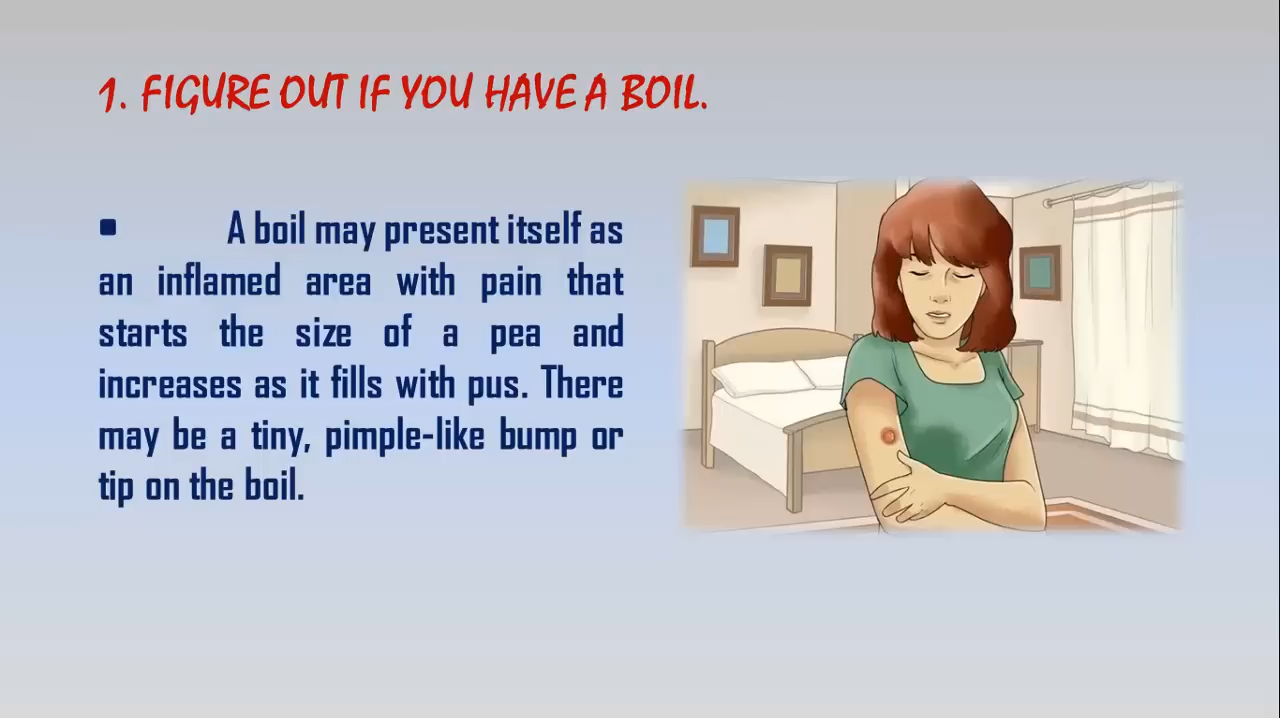 1. FIGURE OUT IF YOU HAVE A BOIL.
▪ A boil may present itself as
an inflamed area with pain that
starts the size of a pea and
increases as it fills with pus. There
may be a tiny, pimple-like bump or
tip on the boil.